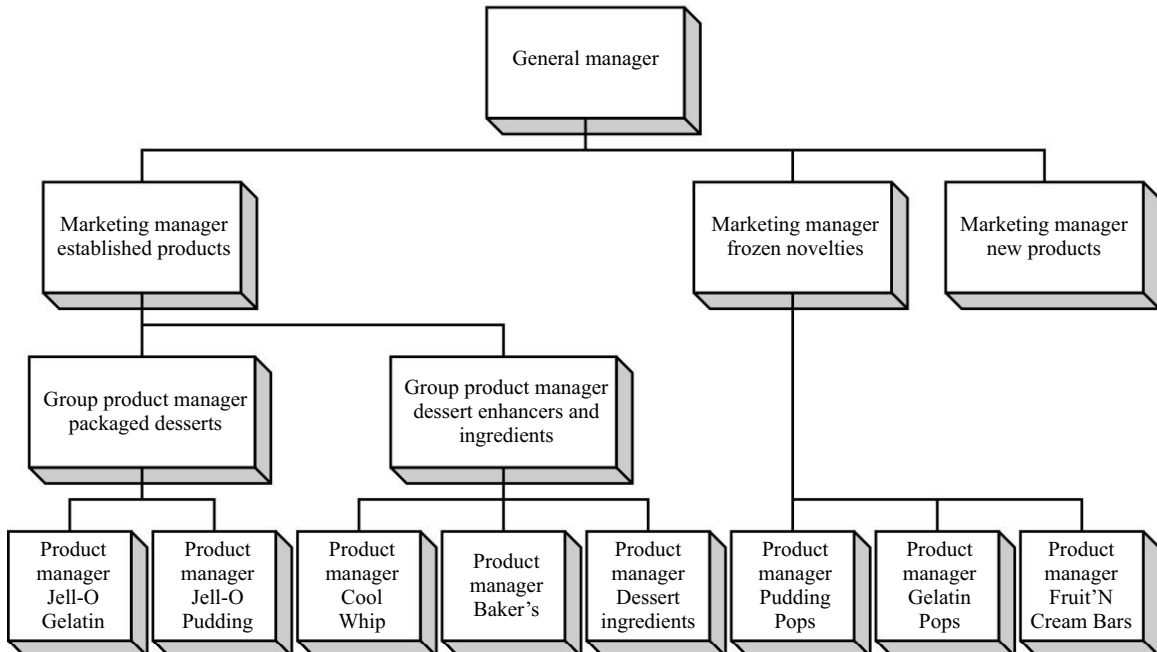 General manager
Marketing manager
established products
Marketing manager
frozen novelties
Marketing manager
new products
Group product manager
packaged desserts
Group product manager
dessert enhancers and
ingredients
Product
manager
Jell-O
Gelatin
Product
manager
Jell-O
Pudding
Product
manager
Cool
Whip
Product
manager
Baker’s
Product
manager
Dessert
ingredients
Product
manager
Pudding
Pops
Product
manager
Gelatin
Pops
Product
manager
Fruit’N
Cream Bars